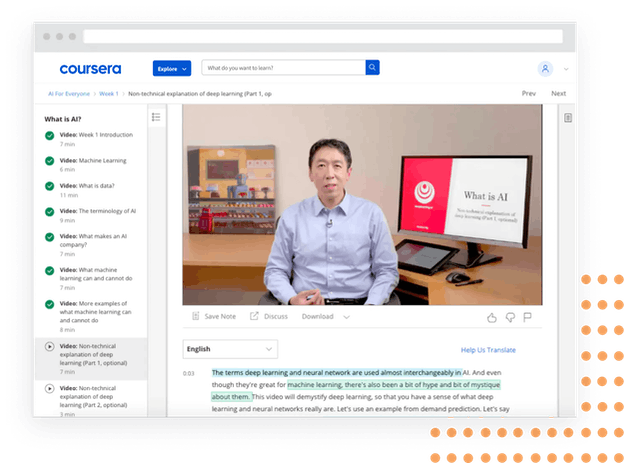 coursera
Explore
What do you want to learn?
AI For Everyone > Week 1 > Non-technical explanation of deep learning (Part 1, op
Prev
Next
What is AI?
Video: Week 1 Introduction
7 min
Video: Machine Learning
6 min
Video: What is data?
11 min
Video: The terminology of AI
9 min
Video: What makes an AI
company?
7 min
Video: What machine
learning can and cannot do
7 min
Video: More examples of
what machine learning can
and cannot do
8 min
Video: Non-technical
explanation of deep
learning (Part 1, optional)
7 min
Video: Non-technical
explanation of deep
learning (Part 2, optional)
3 min
What is AI
Non-technical explanation of
deep learning (Part 1, optional)
Save Note
Discuss
Download
English
Help Us Translate
0:03
The terms deep learning and neural network are used almost interchangeably in AI. And even
though they're great for machine learning, there's also been a bit of hype and bit of mystique
about them. This video will demystify deep learning, so that you have a sense of what deep
learning and neural networks really are. Let's use an example from demand prediction. Let's say